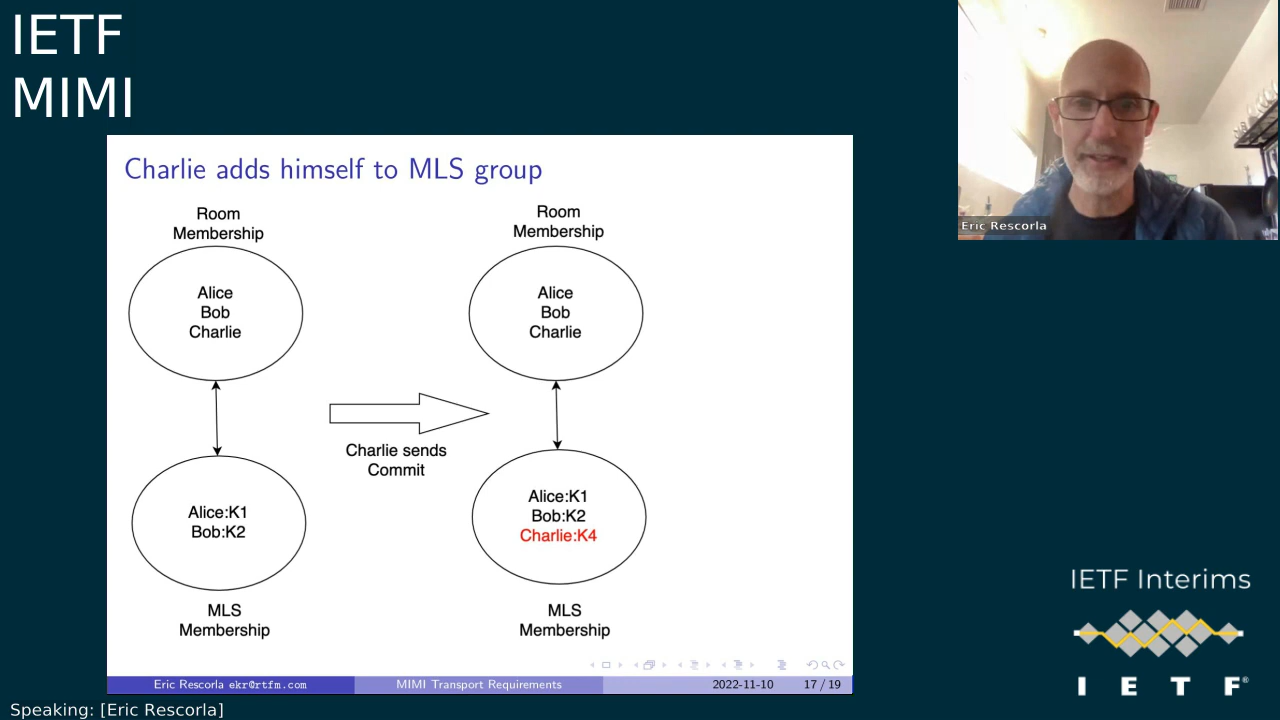 IETF
MIMI
Eric Rescorla
Charlie adds himself to MLS group
Room
Membership
Room
Membership
Alice
Bob
Charlie
Alice
Bob
Charlie
Charlie sends
Commit
Alice:K1
Bob:K2
Alice:K1
Bob:K2
Charlie:K4
MLS
Membership
MLS
Membership
Eric Rescorla ekr@rtfm.com
MIMI Transport Requirements
2022-11-10
17 / 19
IETF Interims
I E T F®
Speaking: [Eric Rescorla]